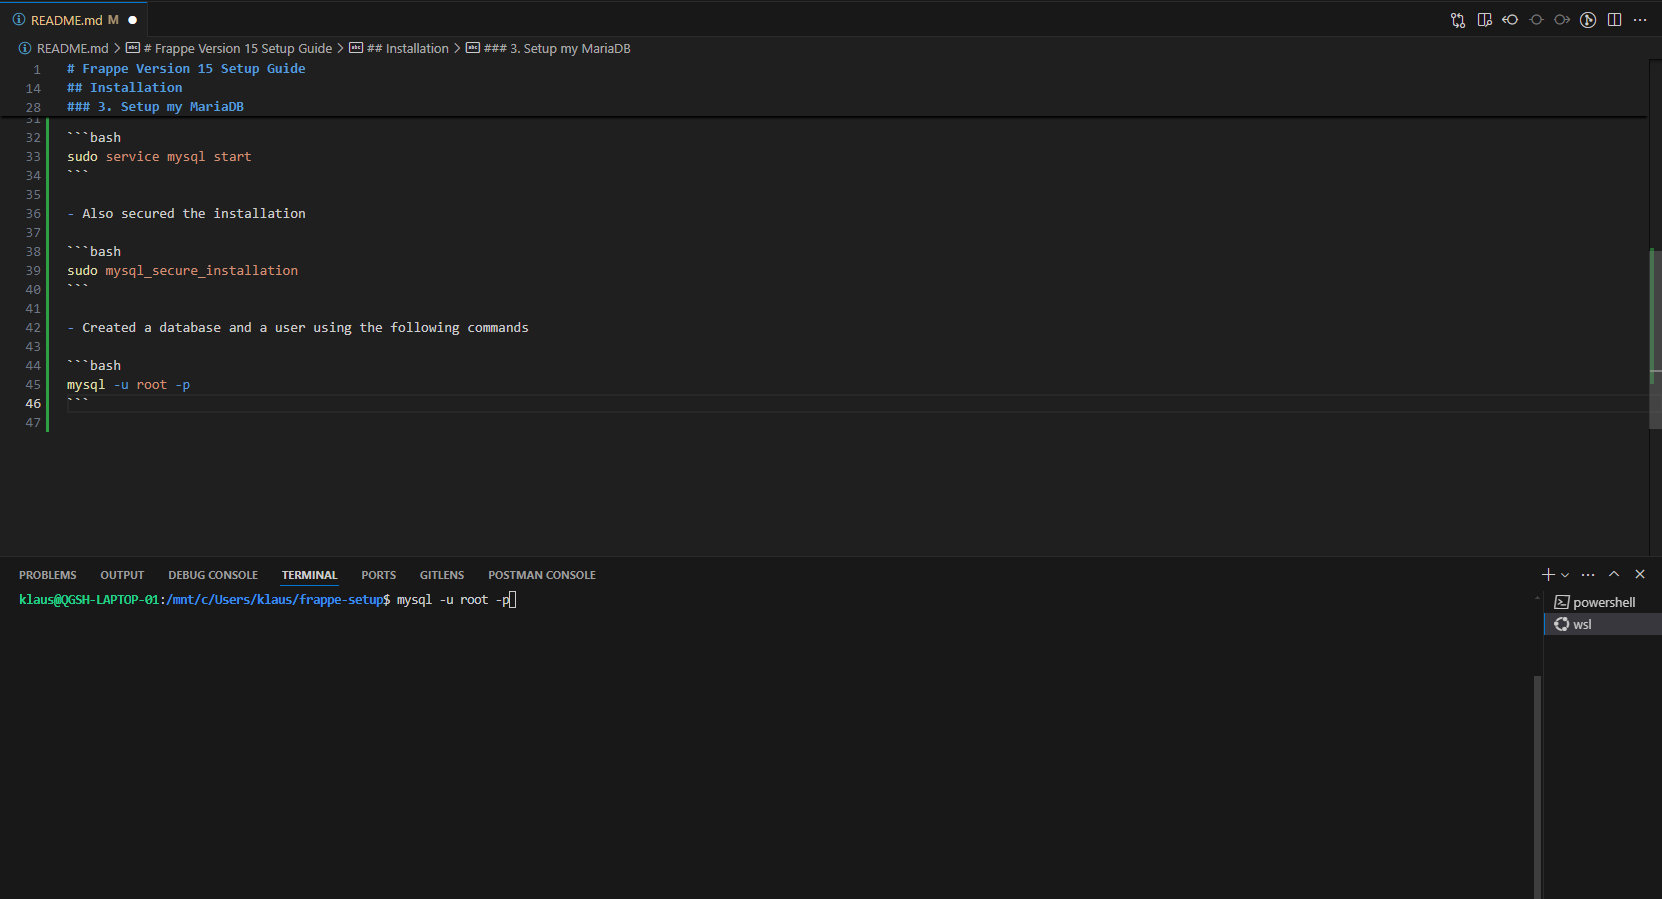 README.md M
README.md > # Frappe Version 15 Setup Guide > ## Installation > ### 3. Setup my MariaDB
1 # Frappe Version 15 Setup Guide
14 ## Installation
28 ### 3. Setup my MariaDB
31
32 ```bash
33 sudo service mysql start
34 ```
35
36 - Also secured the installation
37
38 ```bash
39 sudo mysql_secure_installation
40 ```
41
42 - Created a database and a user using the following commands
43
44 ```bash
45 mysql -u root -p
46 ```
47
PROBLEMS OUTPUT DEBUG CONSOLE TERMINAL PORTS GITLENS POSTMAN CONSOLE
klaus@QGSH-LAPTOP-01:/mnt/c/Users/klaus/frappe-setup$ mysql -u root -p
powershell
wsl